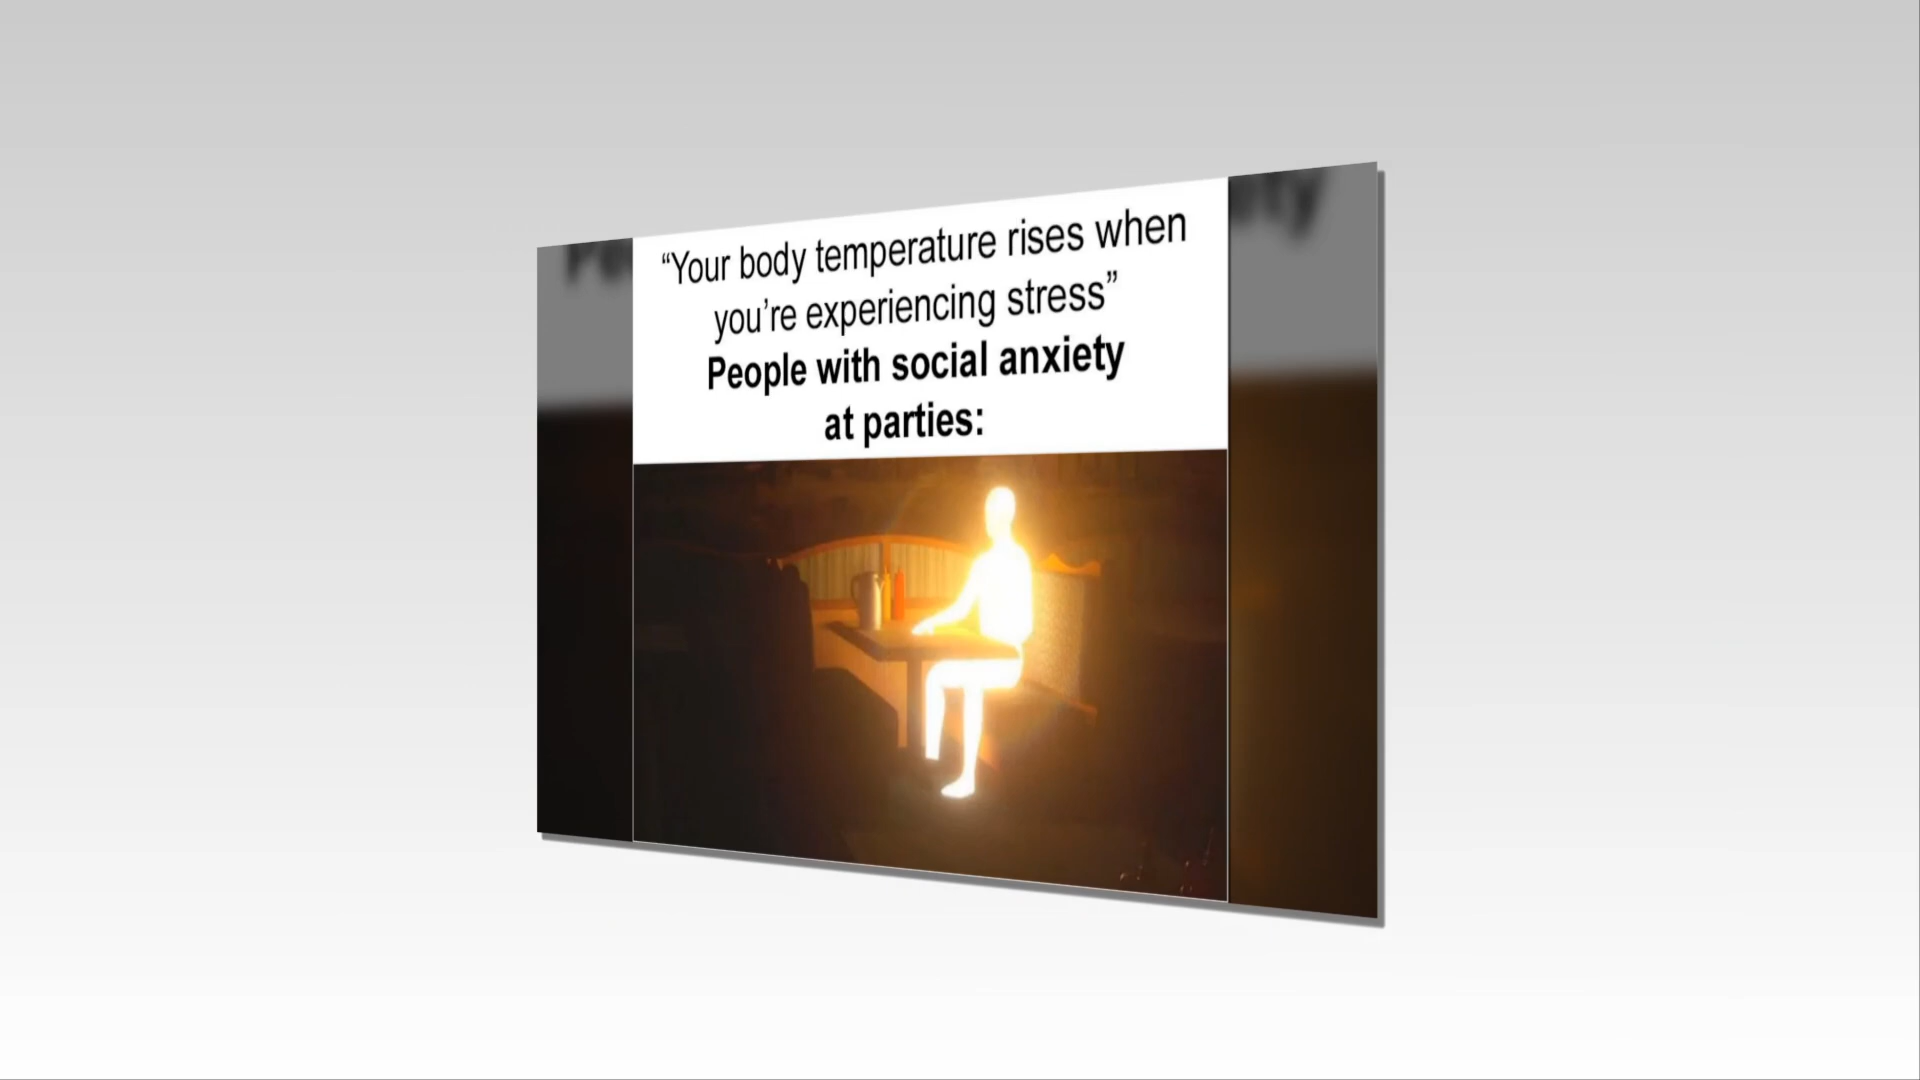 “Your body temperature rises when
you’re experiencing stress”
People with social anxiety
at parties: